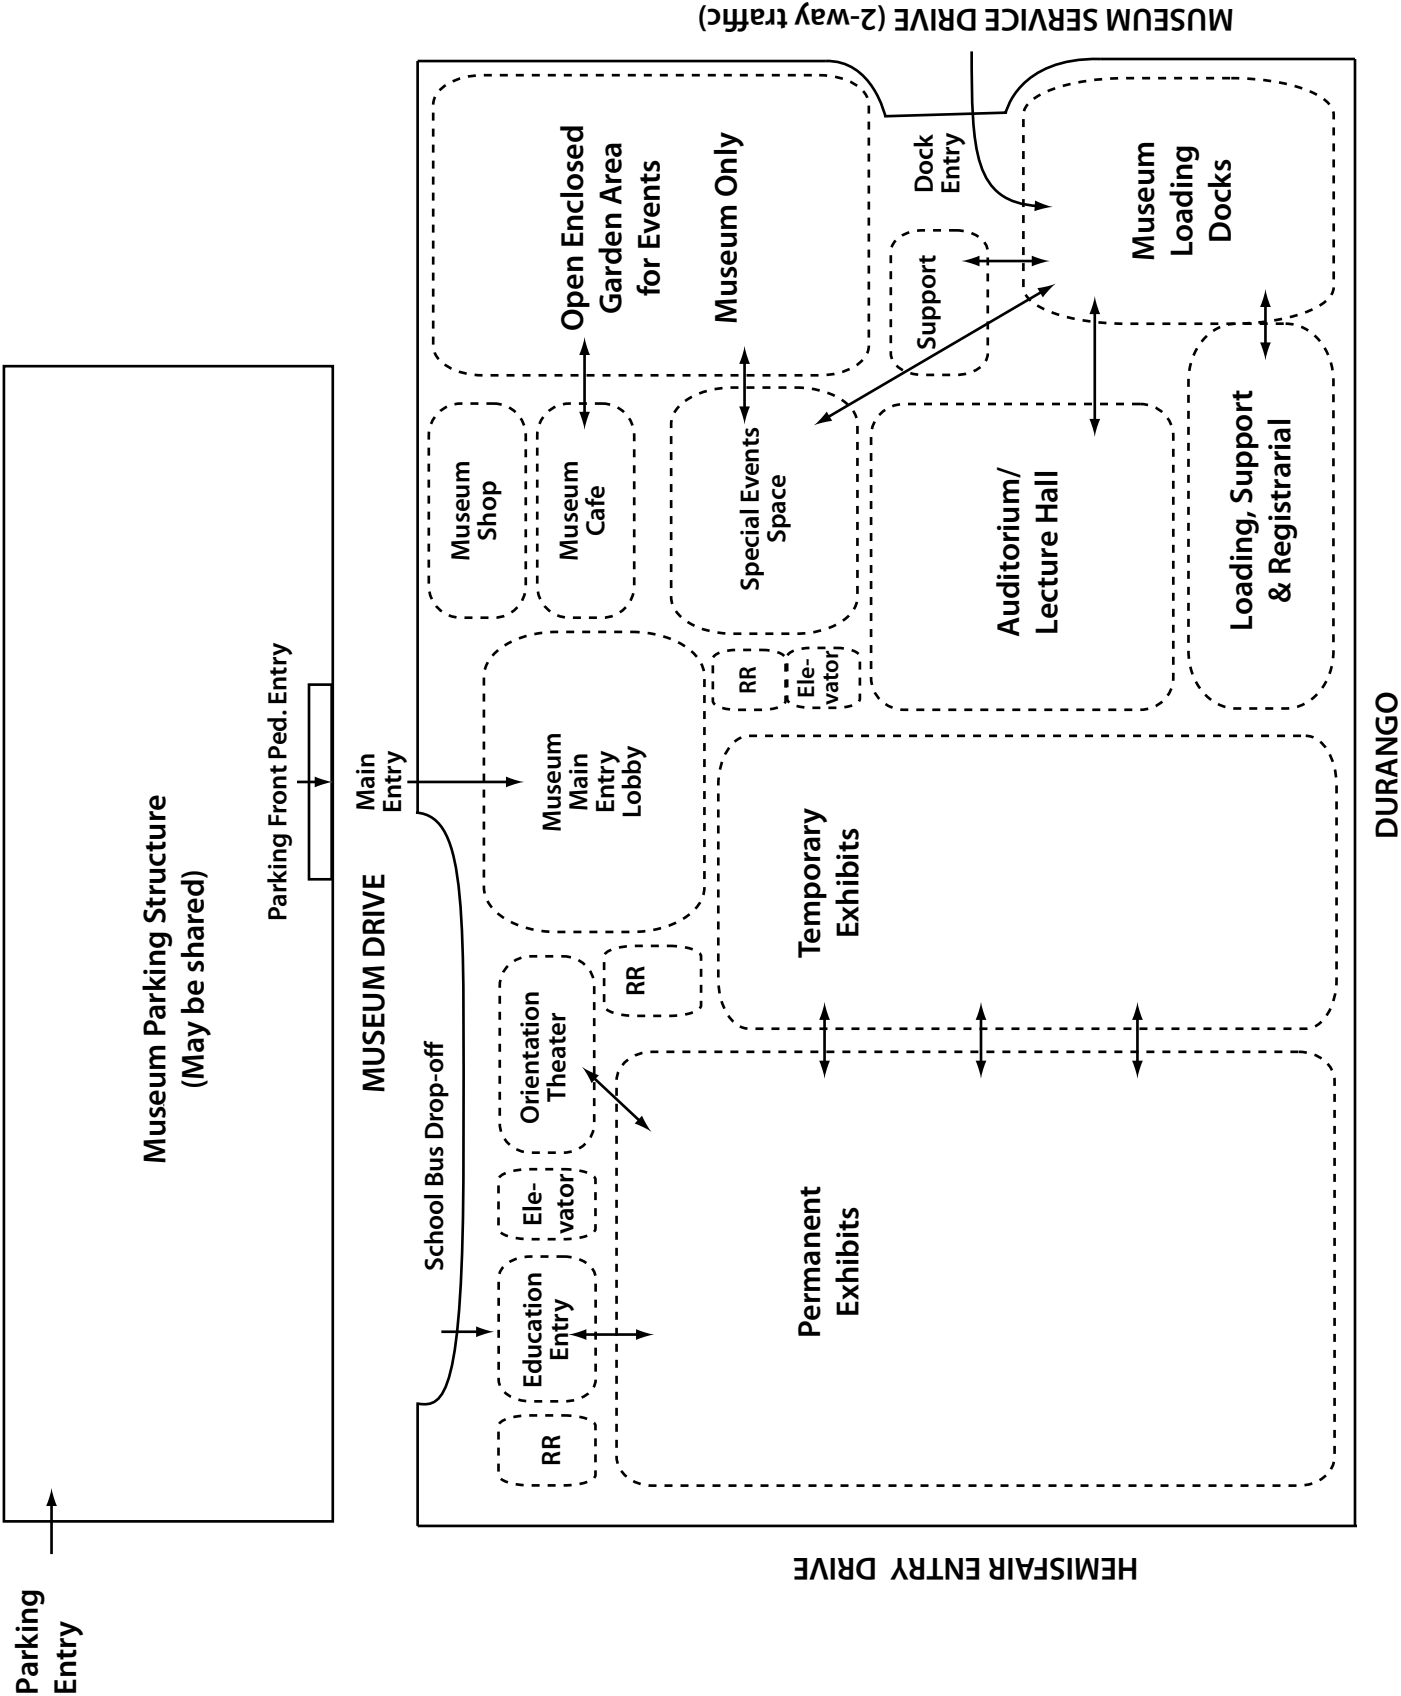 Parking
Entry
Museum Parking Structure
(May be shared)
Parking Front Ped. Entry
MUSEUM DRIVE
Main
Entry
School Bus Drop-off
RR
Education
Entry
Ele-
vator
Orientation
Theater
RR
Museum
Main
Entry
Lobby
Museum
Shop
Museum
Cafe
Open Enclosed
Garden Area
for Events
Museum Only
Special Events
Space
RR
Ele-
vator
Permanent
Exhibits
Temporary
Exhibits
Auditorium/
Lecture Hall
Support
Dock
Entry
Museum
Loading
Docks
Loading, Support
& Registrarial
HEMISFAIR ENTRY DRIVE
MUSEUM SERVICE DRIVE (2-way traffic)
DURANGO